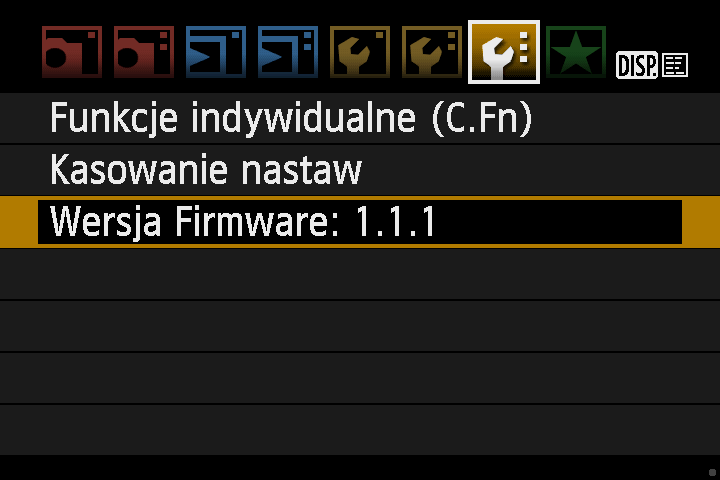 DISP.
Funkcje indywidualne (C.Fn)
Kasowanie nastaw
Wersja Firmware: 1.1.1